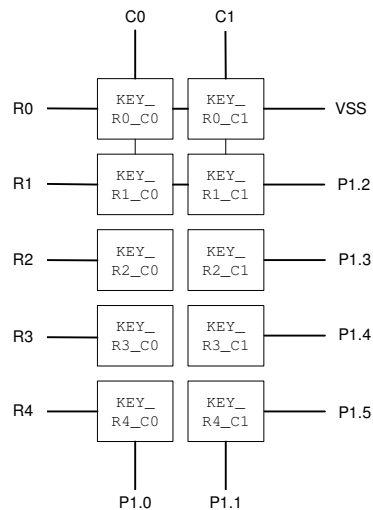 C0 C1
R0 KEY_ KEY_ VSS
R0_C0 R0_C1
R1 KEY_ KEY_ P1.2
R1_C0 R1_C1
R2 KEY_ KEY_ P1.3
R2_C0 R2_C1
R3 KEY_ KEY_ P1.4
R3_C0 R3_C1
R4 KEY_ KEY_ P1.5
R4_C0 R4_C1
P1.0 P1.1